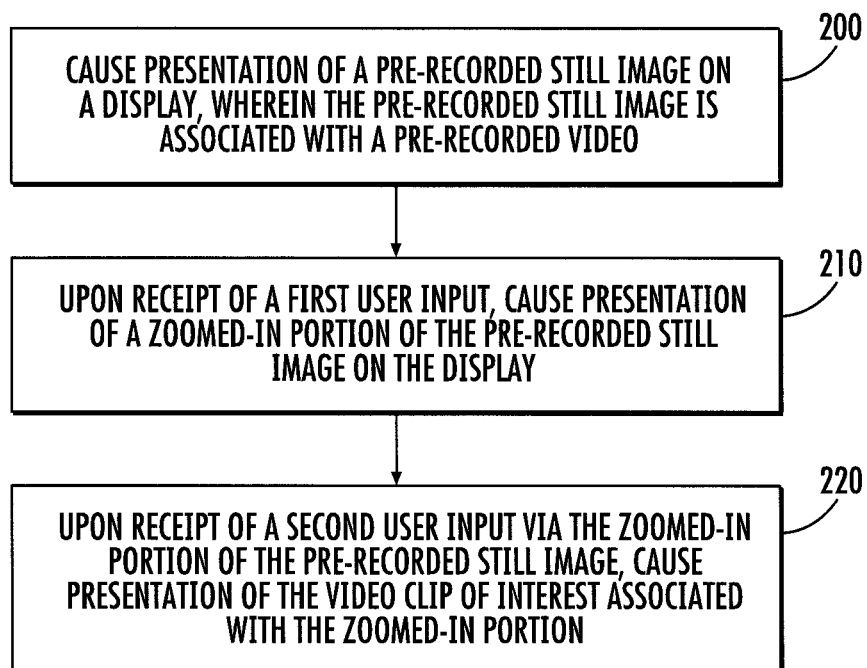 200
CAUSE PRESENTATION OF A PRE-RECORDED STILL IMAGE ON
A DISPLAY, WHEREIN THE PRE-RECORDED STILL IMAGE IS
ASSOCIATED WITH A PRE-RECORDED VIDEO
210
UPON RECEIPT OF A FIRST USER INPUT, CAUSE PRESENTATION
OF A ZOOMED-IN PORTION OF THE PRE-RECORDED STILL
IMAGE ON THE DISPLAY
220
UPON RECEIPT OF A SECOND USER INPUT VIA THE ZOOMED-IN
PORTION OF THE PRE-RECORDED STILL IMAGE, CAUSE
PRESENTATION OF THE VIDEO CLIP OF INTEREST ASSOCIATED
WITH THE ZOOMED-IN PORTION